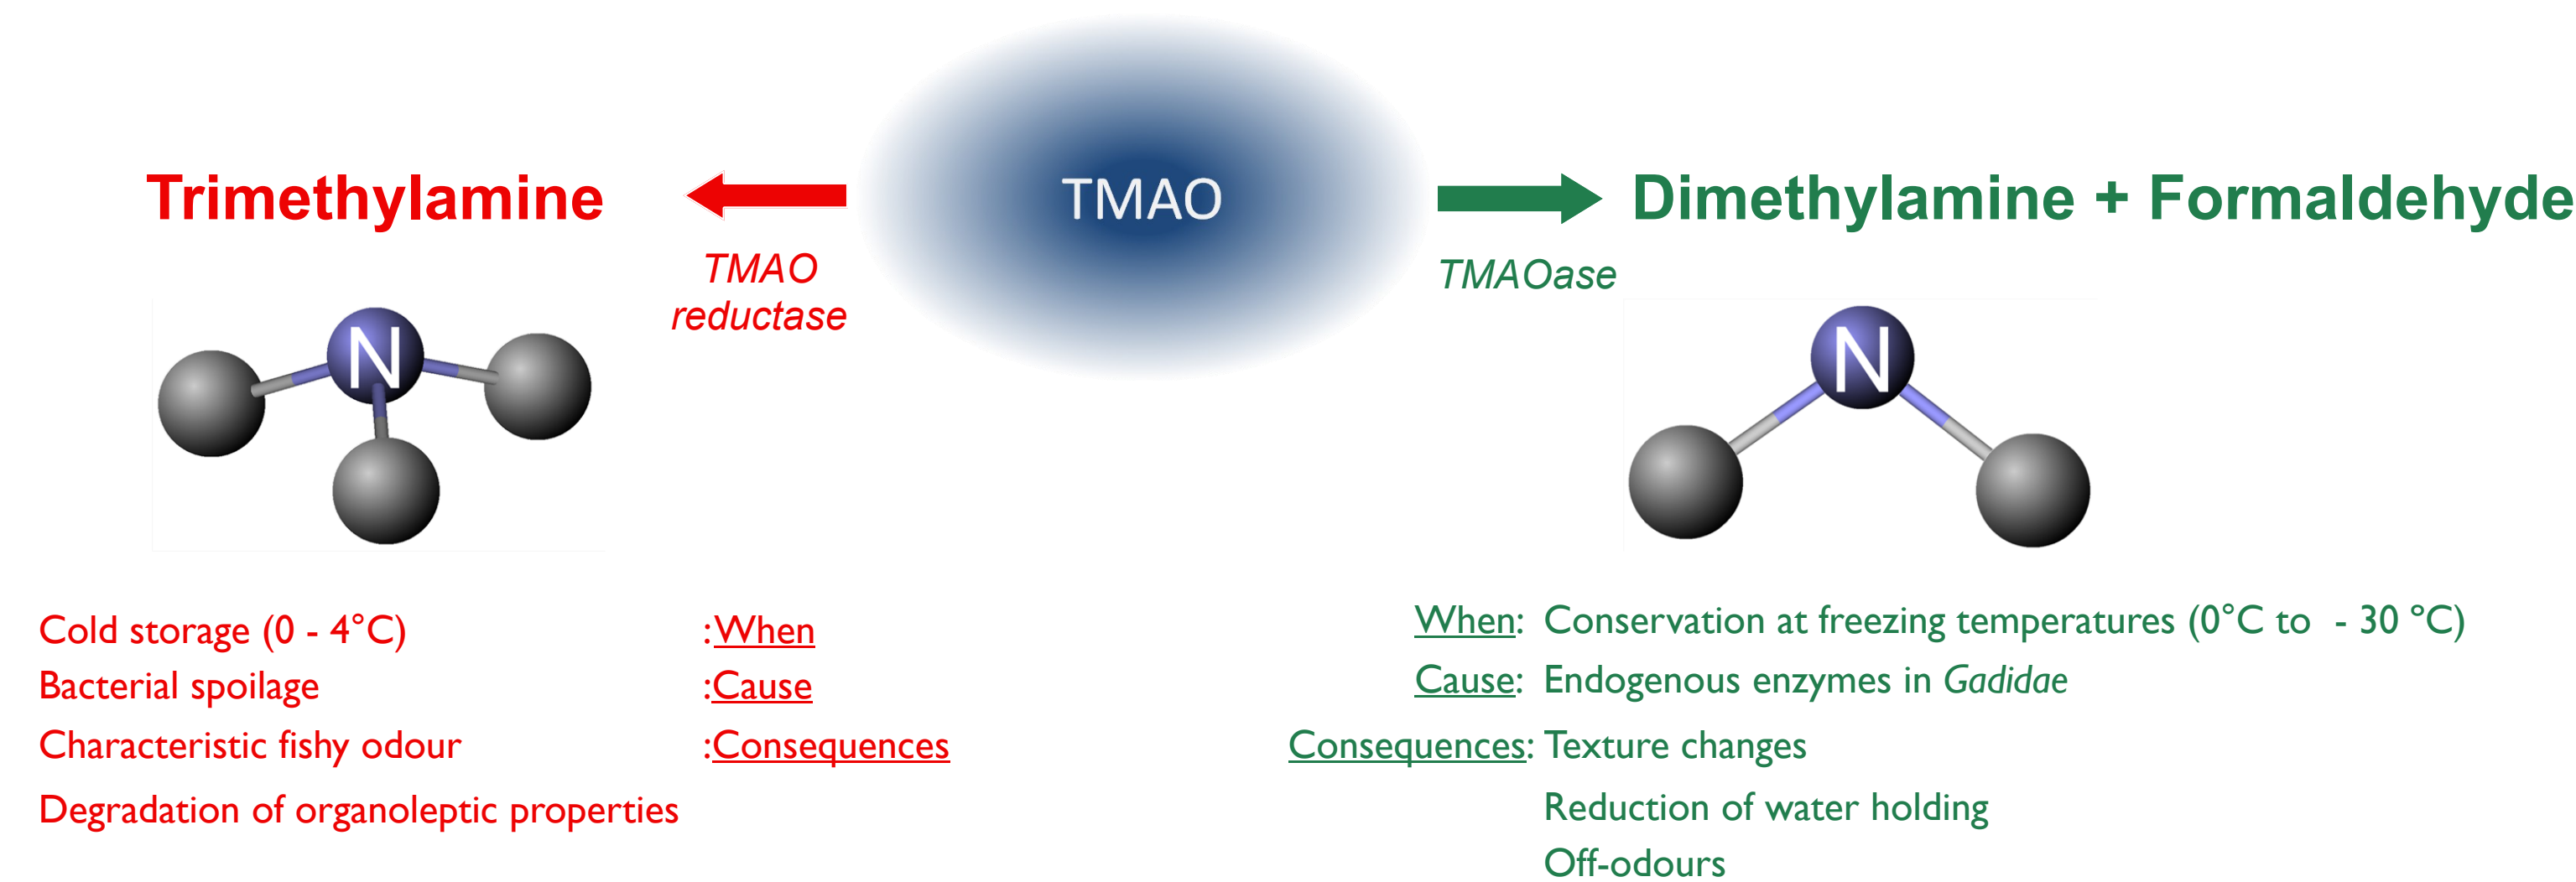 Trimethylamine
TMAO
Dimethylamine + Formaldehyde
TMAO
reductase
TMAOase
N
N
Cold storage (0 - 4°C) :When
Bacterial spoilage :Cause
Characteristic fishy odour :Consequences
Degradation of organoleptic properties
When: Conservation at freezing temperatures (0°C to - 30 ºC)
Cause: Endogenous enzymes in Gadidae
Consequences: Texture changes
Reduction of water holding
Off-odours